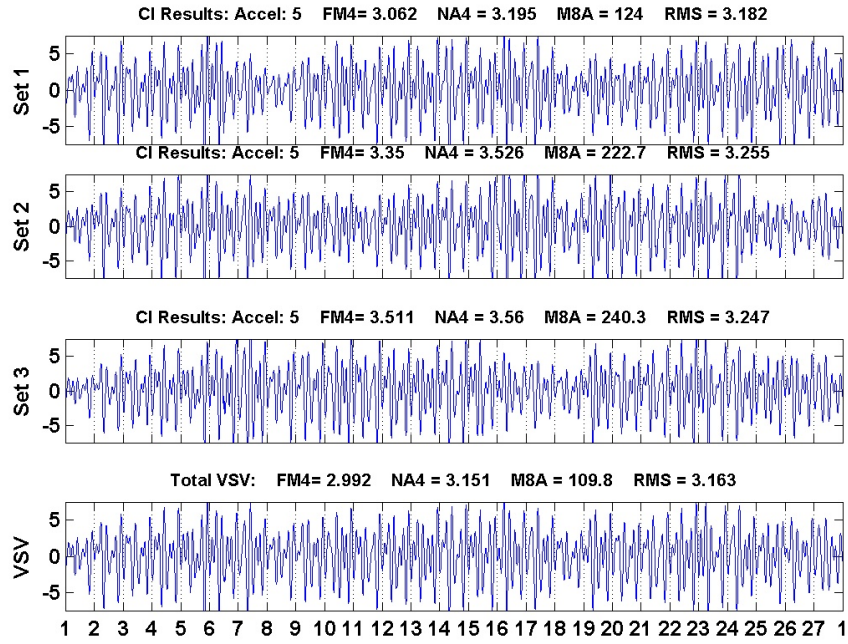 CI Results: Accel: 5 FM4= 3.062 NA4 = 3.195 M8A = 124 RMS = 3.182
5
0
-5
Set 1
CI Results: Accel: 5 FM4= 3.35 NA4 = 3.526 M8A = 222.7 RMS = 3.255
5
0
-5
Set 2
CI Results: Accel: 5 FM4= 3.511 NA4 = 3.56 M8A = 240.3 RMS = 3.247
5
0
-5
Set 3
Total VSV: FM4= 2.992 NA4 = 3.151 M8A = 109.8 RMS = 3.163
5
0
-5
VSV
1 2 3 4 5 6 7 8 9 10 11 12 13 14 15 16 17 18 19 20 21 22 23 24 25 26 27 1